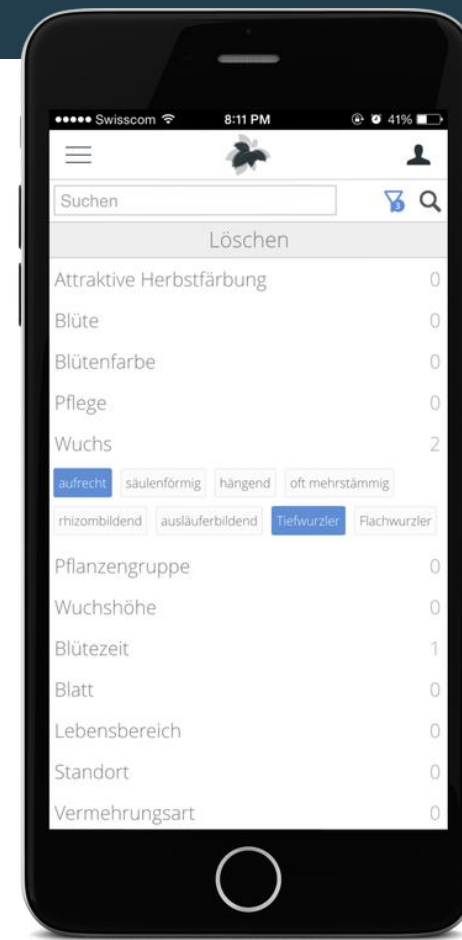 Swisscom 8:11 PM 41%
Suchen 3
Löschen
Attraktive Herbstfärbung 0
Blüte 0
Blütenfarbe 0
Pflege 0
Wuchs 2
aufrecht säulenförmig hängend oft mehrstämmig
rhizombildend ausläuferbildend Tiefwurzler Flachwurzler
Pflanzengruppe 0
Wuchshöhe 0
Blütezeit 1
Blatt 0
Lebensbereich 0
Standort 0
Vermehrungsart 0